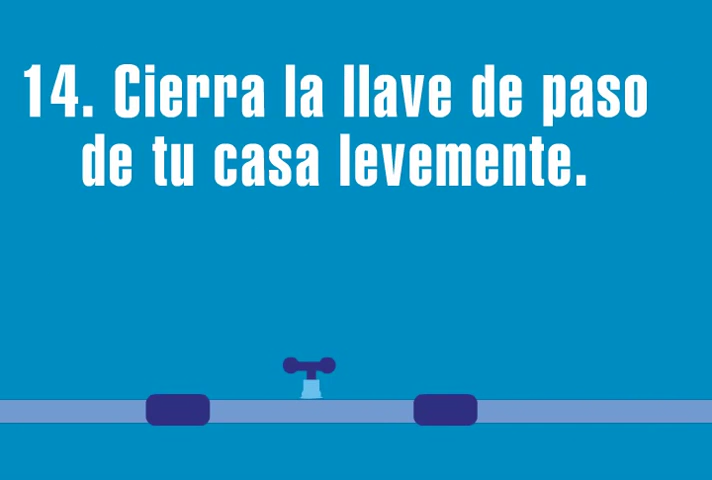 14. Cierra la llave de paso
de tu casa levemente.